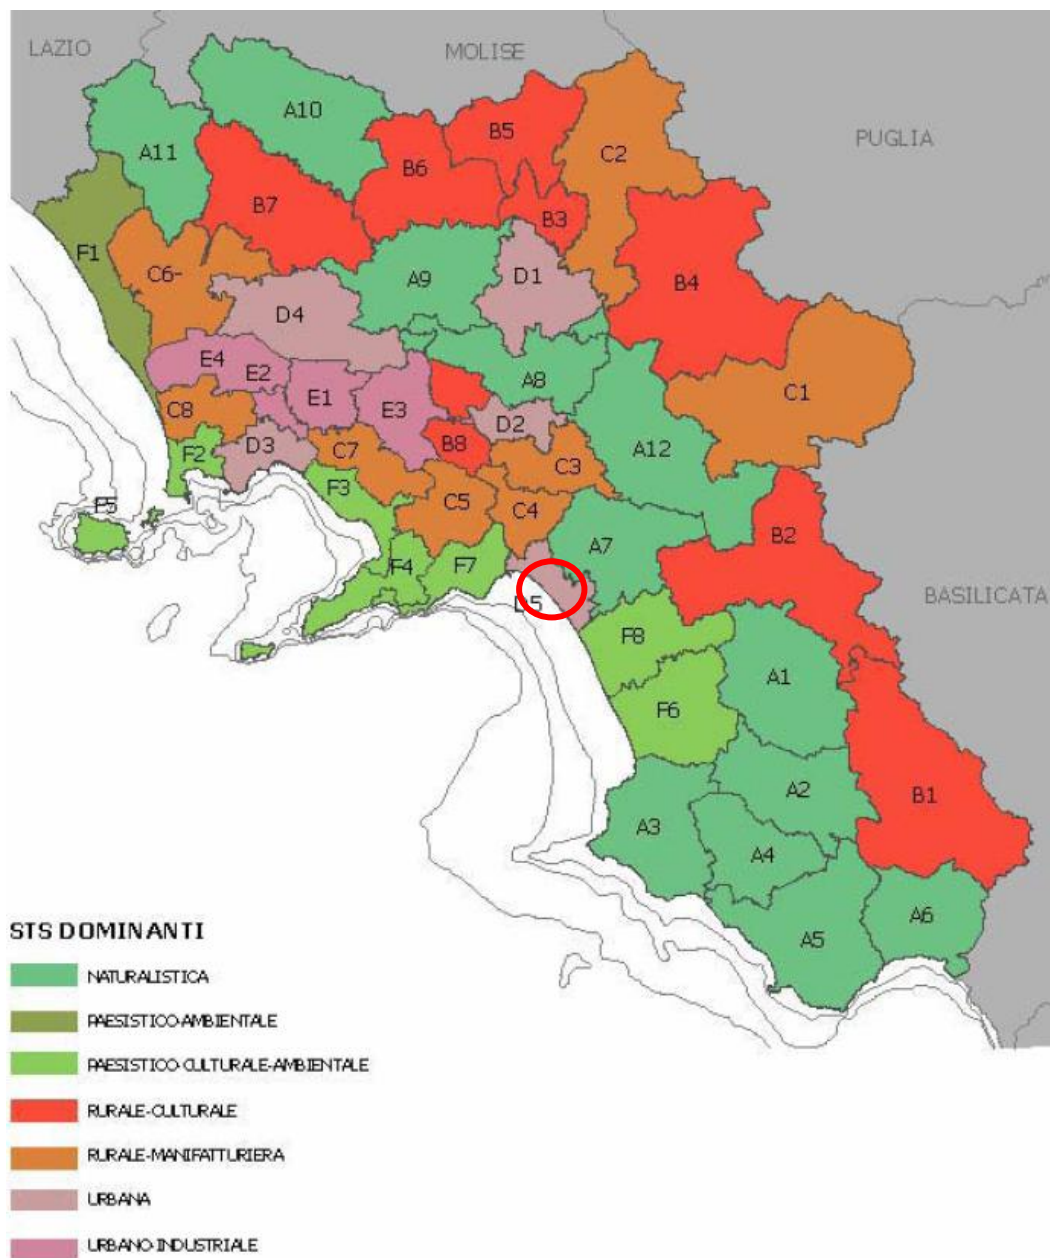 LAZIO
MOLISE
PUGLIA
BASILICATA
A10
B5
A11
B6
C2
B7
B3
F1
C6-
A9
D1
B4
D4
E4
E2
A8
E1
E3
C1
C8
D2
D3
C7
B8
A12
F2
C3
F3
C5
C4
F5
A7
B2
F4
F7
D5
F8
A1
F6
A2
B1
A3
A4
A6
A5
STS DOMINANTI
NATURALISTICA
PAESISTICO-AMBIENTALE
PAESISTICO-CULTURALE-AMBIENTALE
RURALE-CULTURALE
RURALE-MANIFATTURIERA
URBANA
URBANO-INDUSTRIALE